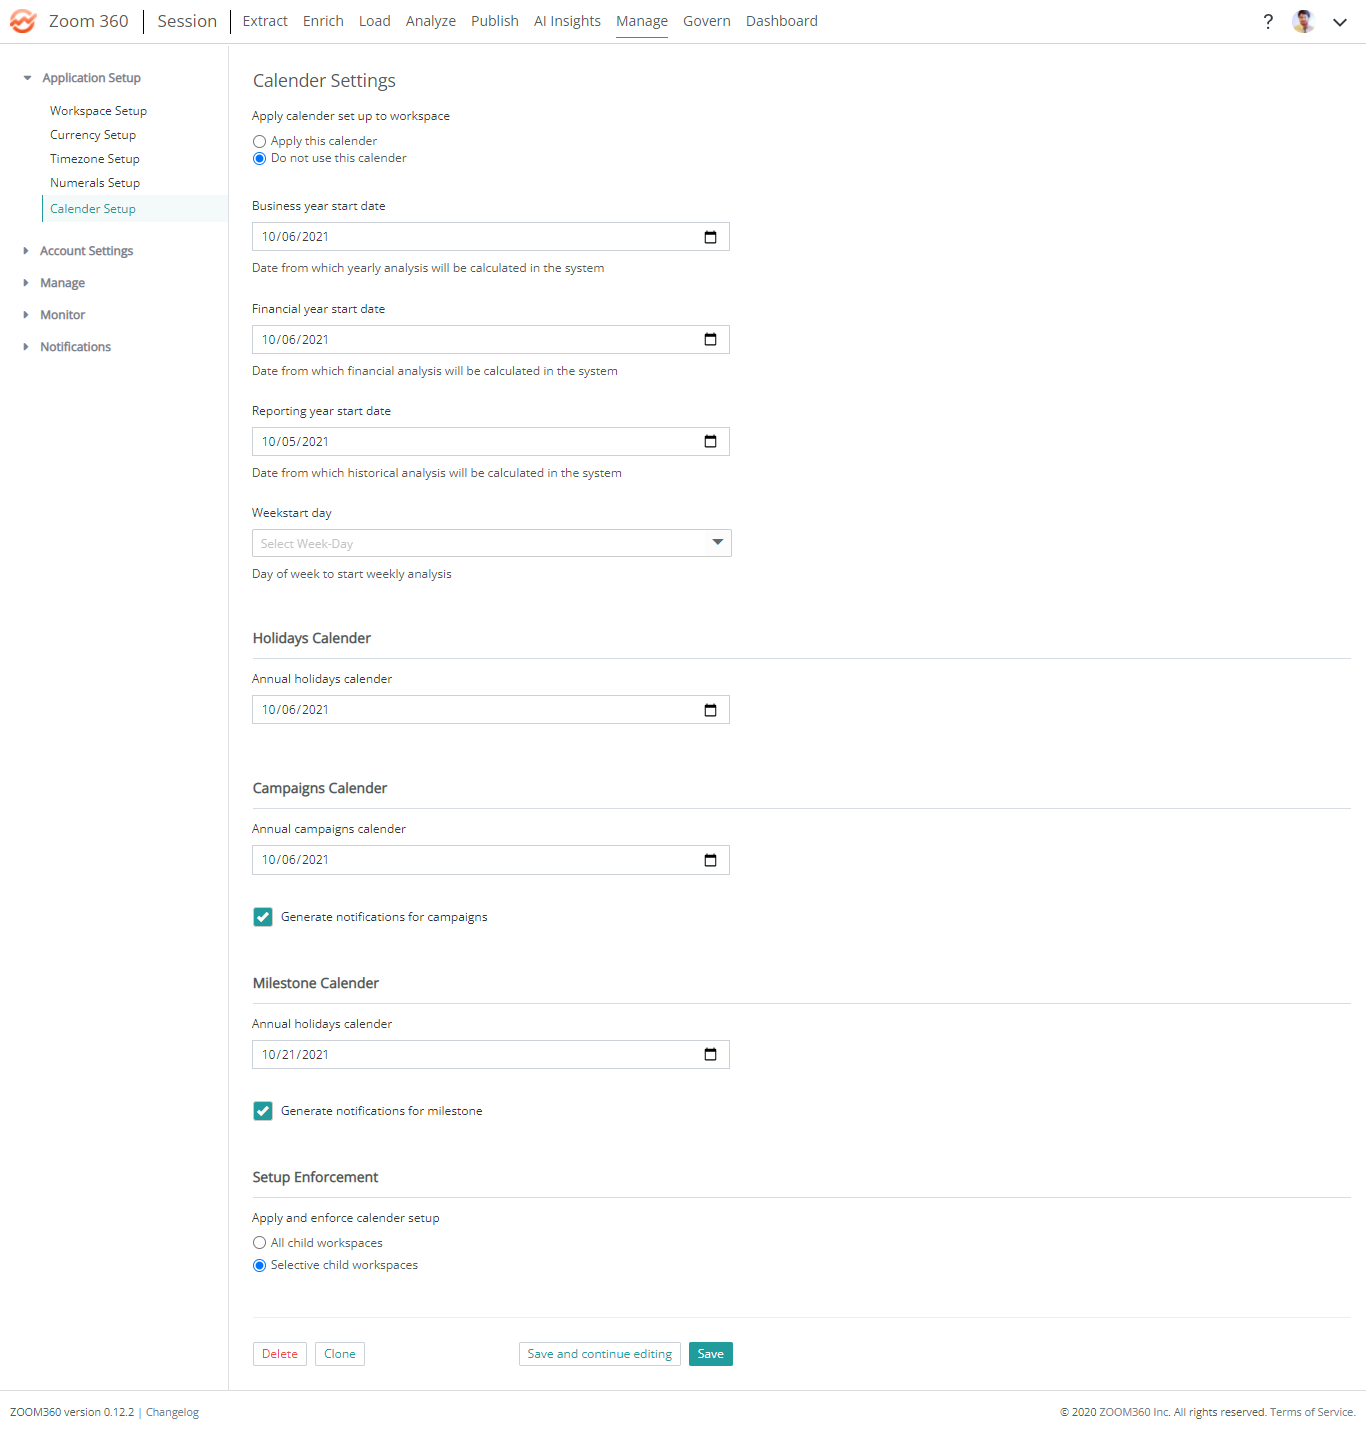 Zoom 360 Session Extract Enrich Load Analyze Publish AI Insights Manage Govern Dashboard ?
Application Setup
Workspace Setup
Currency Setup
Timezone Setup
Numerals Setup
Calender Setup
Account Settings
Manage
Monitor
Notifications
Calender Settings
Apply calender set up to workspace
Apply this calender
Do not use this calender
Business year start date
10/06/2021
Date from which yearly analysis will be calculated in the system
Financial year start date
10/06/2021
Date from which financial analysis will be calculated in the system
Reporting year start date
10/05/2021
Date from which historical analysis will be calculated in the system
Weekstart day
Select Week-Day
Day of week to start weekly analysis
Holidays Calender
Annual holidays calender
10/06/2021
Campaigns Calender
Annual campaigns calender
10/06/2021
Generate notifications for campaigns
Milestone Calender
Annual holidays calender
10/21/2021
Generate notifications for milestone
Setup Enforcement
Apply and enforce calender setup
All child workspaces
Selective child workspaces
Delete Clone Save and continue editing Save
ZOOM360 version 0.12.2 | Changelog © 2020 ZOOM360 Inc. All rights reserved. Terms of Service.